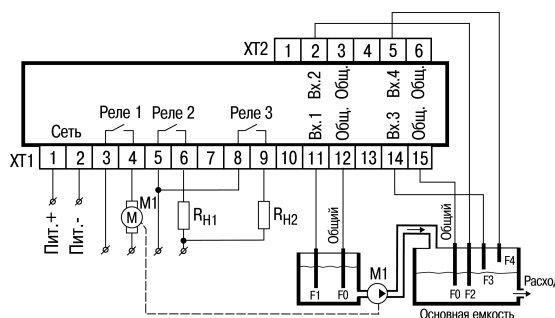 XT2 1 2 3 4 5 6
Вх.2 Общ. Вх.4 Общ.
Реле 1 Реле 2 Реле 3
Сеть Вх.1 Общ. Вх.3 Общ.
XT1 1 2 3 4 5 6 7 8 9 10 11 12 13 14 15
Пит. + Пит. - M1 M
RH1 RH2
Общий Общий
M1
F1 F0
F0 F2 F3 F4
Расход
Основная емкость